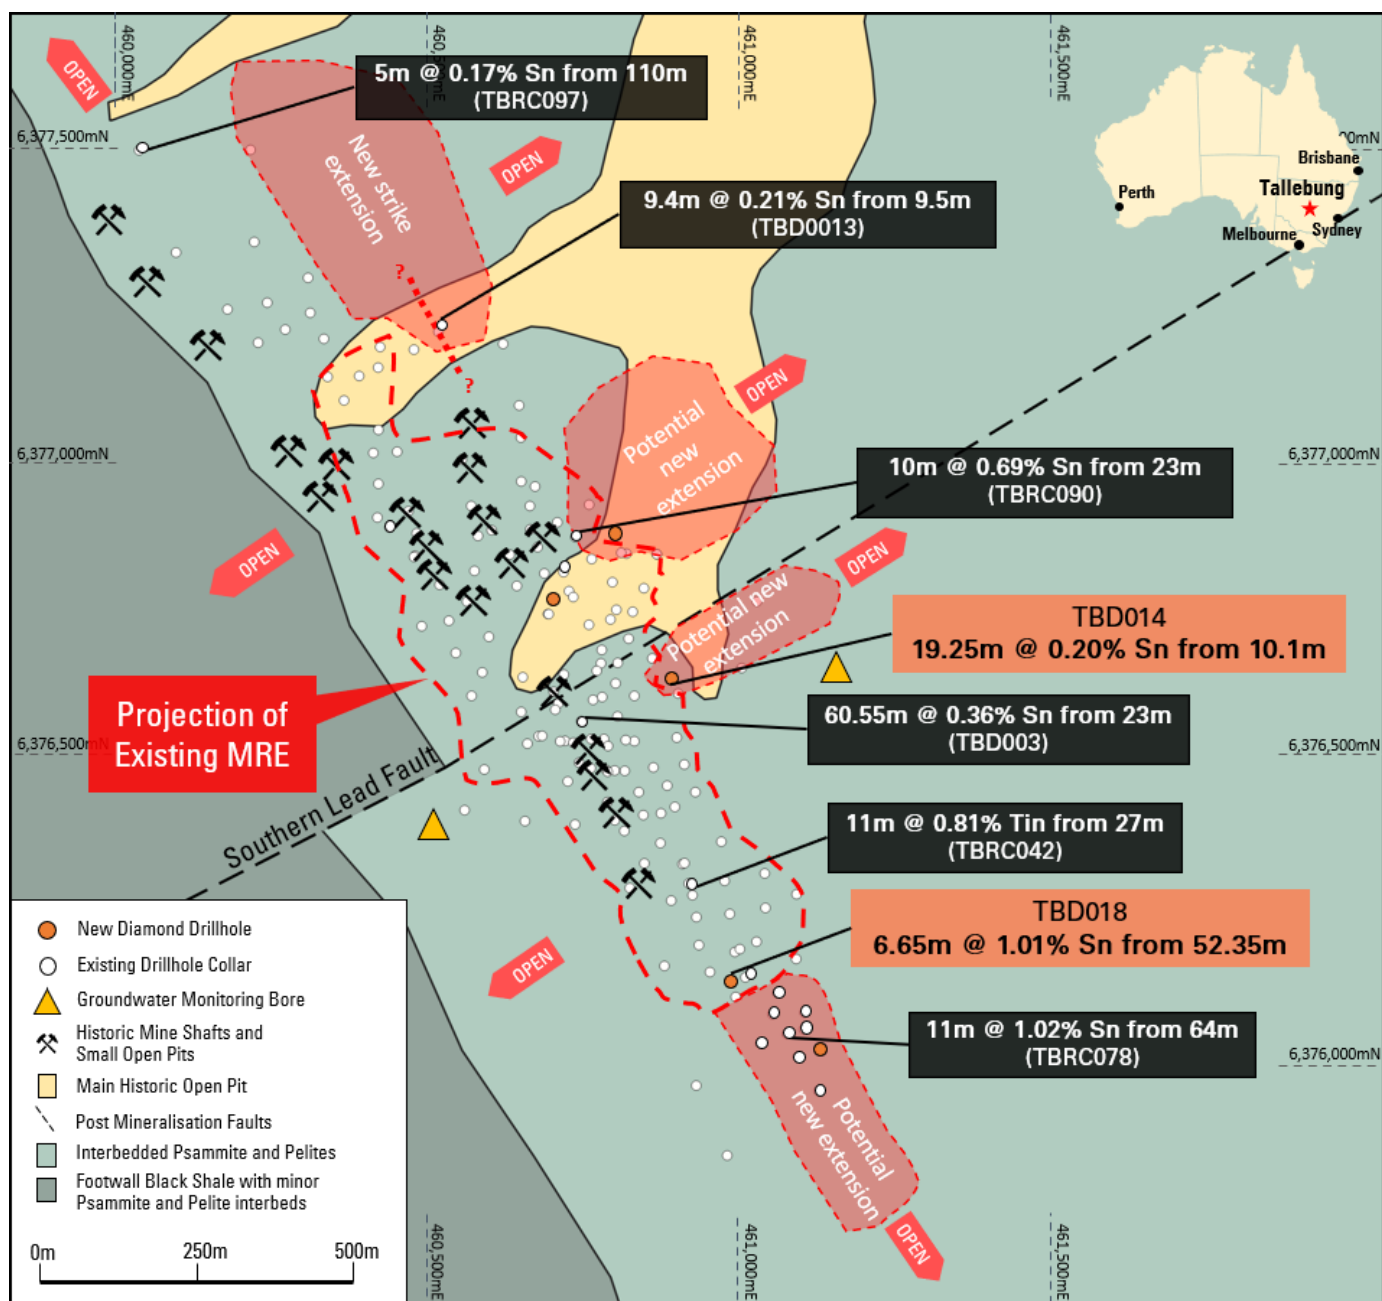 460,000mE
460,500mE
461,000mE
461,500mE
OPEN
5m @ 0.17% Sn from 110m
(TBRC097)
6,377,500mN
New strike
extension
OPEN
9.4m @ 0.21% Sn from 9.5m
(TBD0013)
Brisbane
Perth
Tallebung
Melbourne
Sydney
?
?
OPEN
Potential
new
extension
6,377,000mN
6,377,000mN
10m @ 0.69% Sn from 23m
(TBRC090)
OPEN
OPEN
Potential new
extension
TBD014
19.25m @ 0.20% Sn from 10.1m
Projection of
Existing MRE
60.55m @ 0.36% Sn from 23m
(TBD003)
6,376,500mN
6,376,500mN
Southern Lead Fault
11m @ 0.81% Tin from 27m
(TBRC042)
TBD018
6.65m @ 1.01% Sn from 52.35m
OPEN
11m @ 1.02% Sn from 64m
(TBRC078)
6,376,000mN
Potential
new extension
OPEN
New Diamond Drillhole
Existing Drillhole Collar
Groundwater Monitoring Bore
Historic Mine Shafts and
Small Open Pits
Main Historic Open Pit
Post Mineralisation Faults
Interbedded Psammite and Pelites
Footwall Black Shale with minor
Psammite and Pelite interbeds
0m
250m
500m
460,500mE
461,000mE
461,500mE